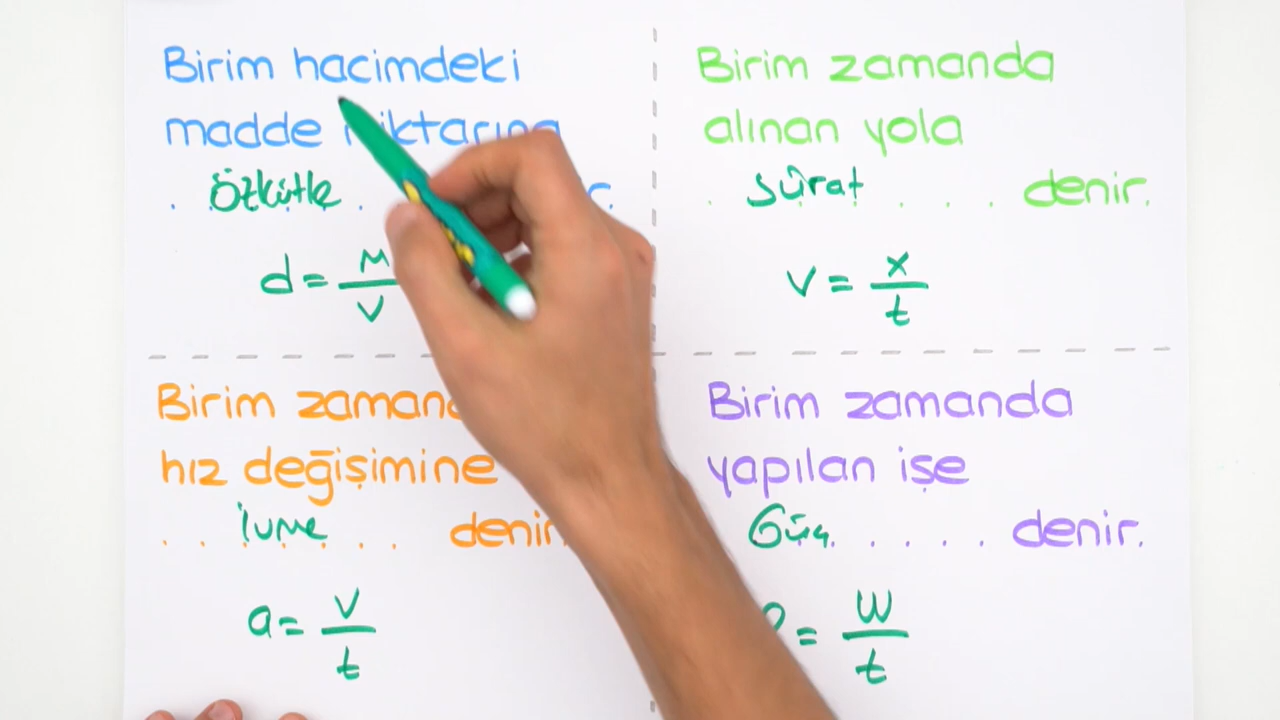 Birim hacimdeki
madde miktarına
. Özkütle .
d = M
V
Birim zamanda
alınan yola
. Sürat . . . denir.
V = x
t
hız değişimine
Birim
. . İvme . . denir
a = V
t
Birim zamanda
yapılan işe
Güç . . . . denir.
= W
t